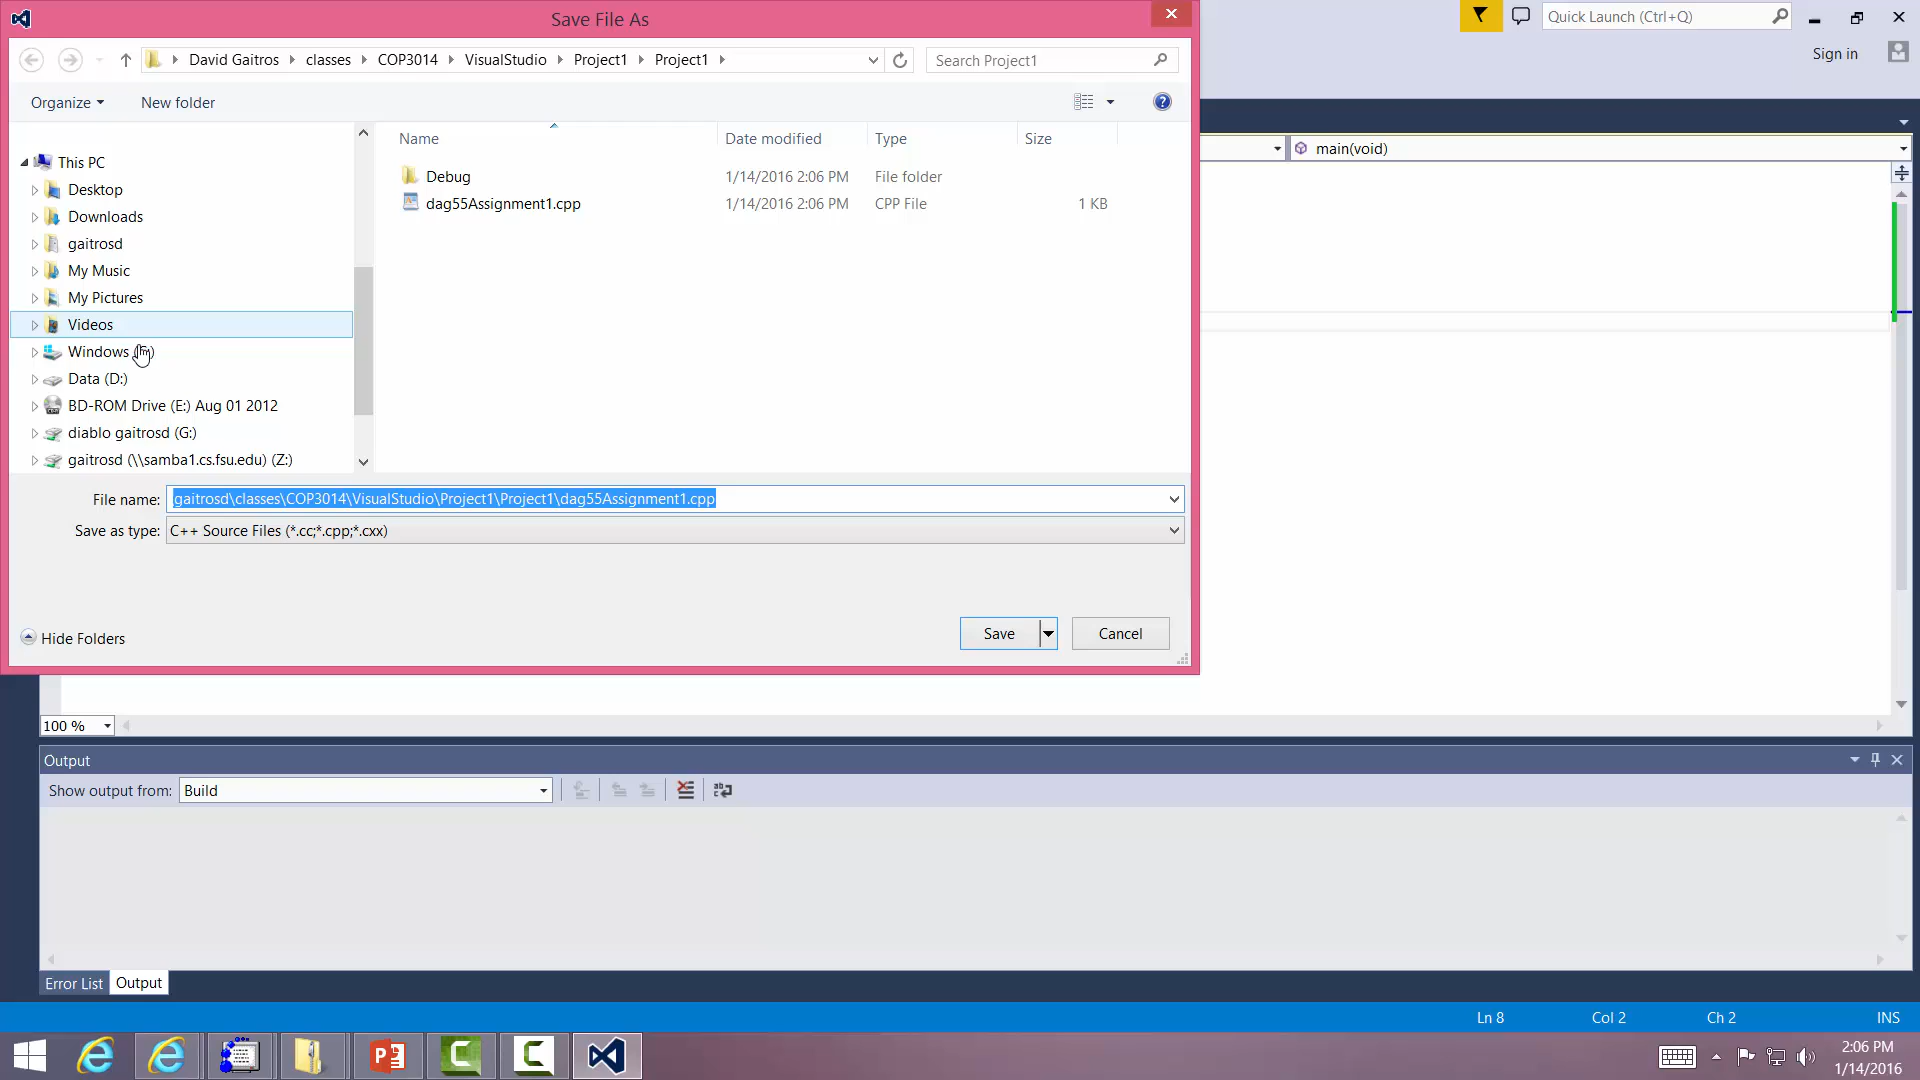 Save File As
Quick Launch (Ctrl+Q)
Sign in
David Gaitros classes COP3014 VisualStudio Project1 Project1
Search Project1
Organize New folder
Name Date modified Type Size
This PC
Desktop
Downloads
gaitrosd
My Music
My Pictures
Videos
Windows
Data (D:)
BD-ROM Drive (E:) Aug 01 2012
diablo gaitrosd (G:)
gaitrosd (\\samba1.cs.fsu.edu) (Z:)
Debug 1/14/2016 2:06 PM File folder
dag55Assignment1.cpp 1/14/2016 2:06 PM CPP File 1 KB
main(void)
File name: gaitrosd\classes\COP3014\VisualStudio\Project1\Project1\dag55Assignment1.cpp
Save as type: C++ Source Files (*.cc;*.cpp;*.cxx)
Hide Folders
Save Cancel
100 %
Output
Show output from: Build
Error List Output
Ln 8 Col 2 Ch 2 INS
2:06 PM
1/14/2016